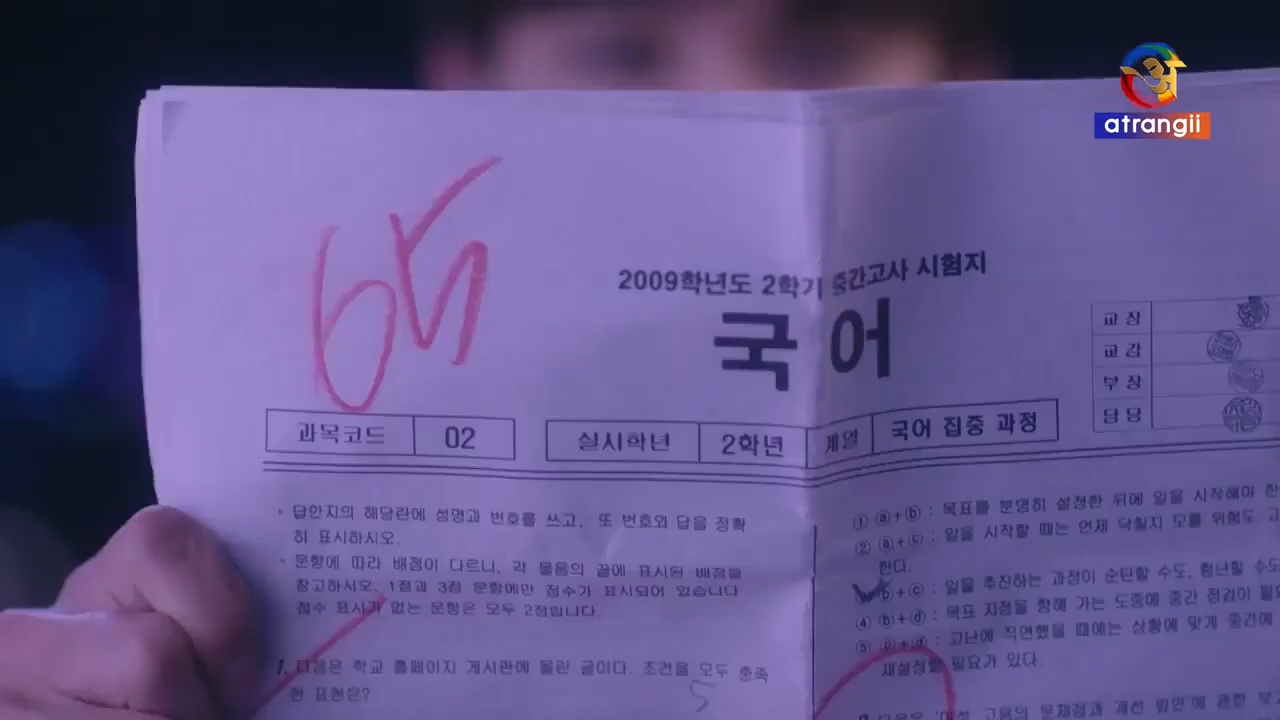 atrangii
65
2009학년도 2학기 중간고사 시험지
국어
교장
교감
부장
담당
과목코드 02 실시학년 2학년 계열 국어 집중 과정
◦ 답안지의 해당란에 성명과 번호를 쓰고, 또 번호와 답을 정확
히 표시하시오.
◦ 문항에 따라 배점이 다르니, 각 물음의 끝에 표시된 배점을
참고하시오. 1점과 3점 문항에만 점수가 표시되어 있습니다
점수 표시가 없는 문항은 모두 2점입니다.
1. 다음은 학교 홈페이지 게시판에 올린 글이다. 조건을 모두 충족
한 표현은?
5
① ⓐ+ⓑ : 목표를 분명히 설정한 뒤에 일을 시작해야 한
② ⓐ+ⓒ : 일을 시작할 때는 언제 닥칠지 모를 위험도 고
한다.
ⓑ+ⓒ : 일을 추진하는 과정이 순탄할 수도, 험난할 수도
④ ⓑ+ⓓ : 목표 지점을 향해 가는 도중에 중간 점검이 필
⑤ ⓒ+ⓓ : 고난에 직면했을 때에는 상황에 맞게 중간에
재설정할 필요가 있다.
문제점과 개선 방안'에 관한